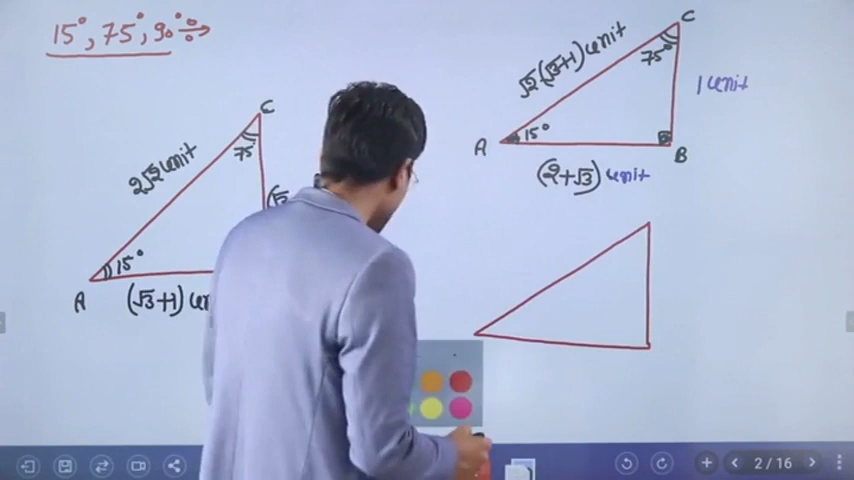 15°, 75°, 90° ÷→
2√2 unit
C
75
15°
A
(√3+1)
√2(√3+1) unit
C
75°
1 unit
A
15°
B
(2+√3) unit
2 / 16